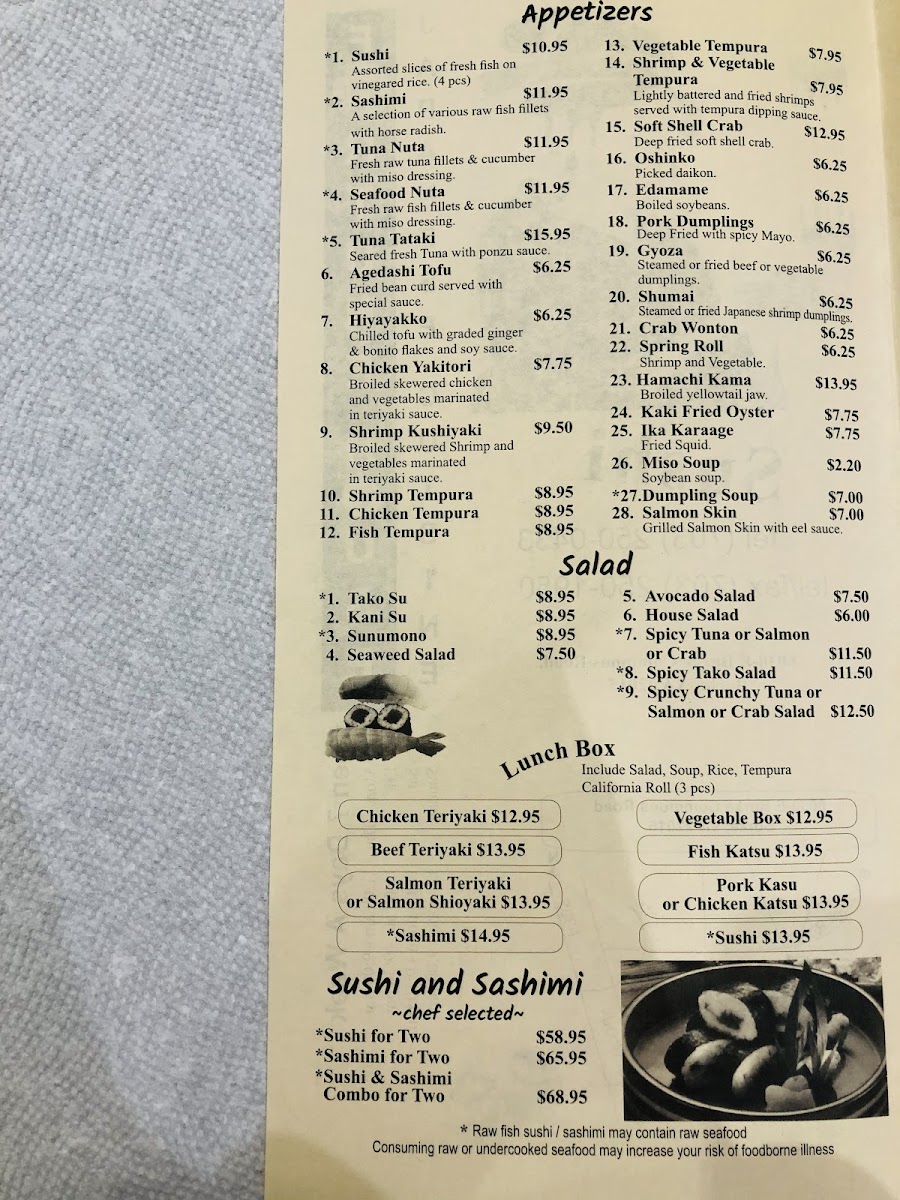 Appetizers
*1. Sushi $10.95
Assorted slices of fresh fish on
vinegared rice. (4 pcs)
*2. Sashimi $11.95
A selection of various raw fish fillets
with horse radish.
*3. Tuna Nuta $11.95
Fresh raw tuna fillets & cucumber
with miso dressing.
*4. Seafood Nuta $11.95
Fresh raw fish fillets & cucumber
with miso dressing.
*5. Tuna Tataki $15.95
Seared fresh Tuna with ponzu sauce.
6. Agedashi Tofu $6.25
Fried bean curd served with
special sauce.
7. Hiyayakko $6.25
Chilled tofu with graded ginger
& bonito flakes and soy sauce.
8. Chicken Yakitori $7.75
Broiled skewered chicken
and vegetables marinated
in teriyaki sauce.
9. Shrimp Kushiyaki $9.50
Broiled skewered Shrimp and
vegetables marinated
in teriyaki sauce.
10. Shrimp Tempura $8.95
11. Chicken Tempura $8.95
12. Fish Tempura $8.95
13. Vegetable Tempura $7.95
14. Shrimp & Vegetable
Tempura $7.95
Lightly battered and fried shrimps
served with tempura dipping sauce.
15. Soft Shell Crab $12.95
Deep fried soft shell crab.
16. Oshinko $6.25
Picked daikon.
17. Edamame $6.25
Boiled soybeans.
18. Pork Dumplings $6.25
Deep Fried with spicy Mayo.
19. Gyoza $6.25
Steamed or fried beef or vegetable
dumplings.
20. Shumai $6.25
Steamed or fried Japanese shrimp dumplings.
21. Crab Wonton $6.25
22. Spring Roll $6.25
Shrimp and Vegetable.
23. Hamachi Kama $13.95
Broiled yellowtail jaw.
24. Kaki Fried Oyster $7.75
25. Ika Karaage $7.75
Fried Squid.
26. Miso Soup $2.20
Soybean soup.
*27.Dumpling Soup $7.00
28. Salmon Skin $7.00
Grilled Salmon Skin with eel sauce.
Salad
*1. Tako Su $8.95
2. Kani Su $8.95
*3. Sunumono $8.95
4. Seaweed Salad $7.50
5. Avocado Salad $7.50
6. House Salad $6.00
*7. Spicy Tuna or Salmon
or Crab $11.50
*8. Spicy Tako Salad $11.50
*9. Spicy Crunchy Tuna or
Salmon or Crab Salad $12.50
Lunch Box
Include Salad, Soup, Rice, Tempura
California Roll (3 pcs)
Chicken Teriyaki $12.95
Beef Teriyaki $13.95
Salmon Teriyaki
or Salmon Shioyaki $13.95
*Sashimi $14.95
Vegetable Box $12.95
Fish Katsu $13.95
Pork Kasu
or Chicken Katsu $13.95
*Sushi $13.95
Sushi and Sashimi
~chef selected~
*Sushi for Two $58.95
*Sashimi for Two $65.95
*Sushi & Sashimi
Combo for Two $68.95
* Raw fish sushi / sashimi may contain raw seafood
Consuming raw or undercooked seafood may increase your risk of foodborne illness